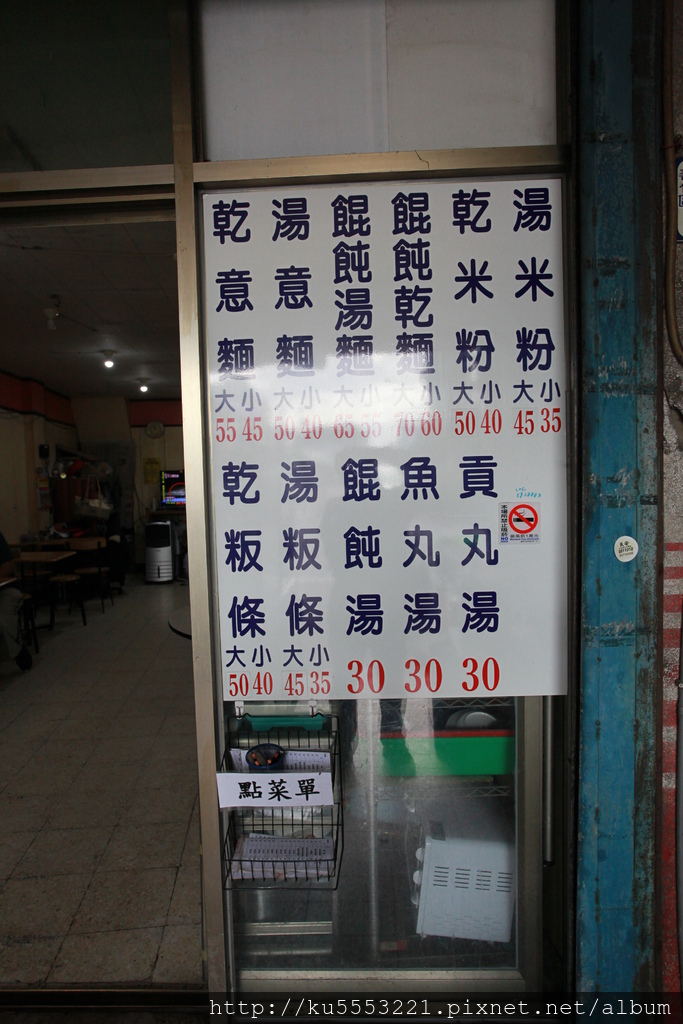 乾意麵
大 小
55 45
湯意麵
大 小
50 40
餛飩湯麵
大 小
65 55
餛飩乾麵
大 小
70 60
乾米粉
大 小
50 40
湯米粉
大 小
45 35
乾粄條
大 小
50 40
湯粄條
大 小
45 35
餛飩湯
30
魚丸湯
30
貢丸湯
30
點菜單
http://ku5553221.pixnet.net/album